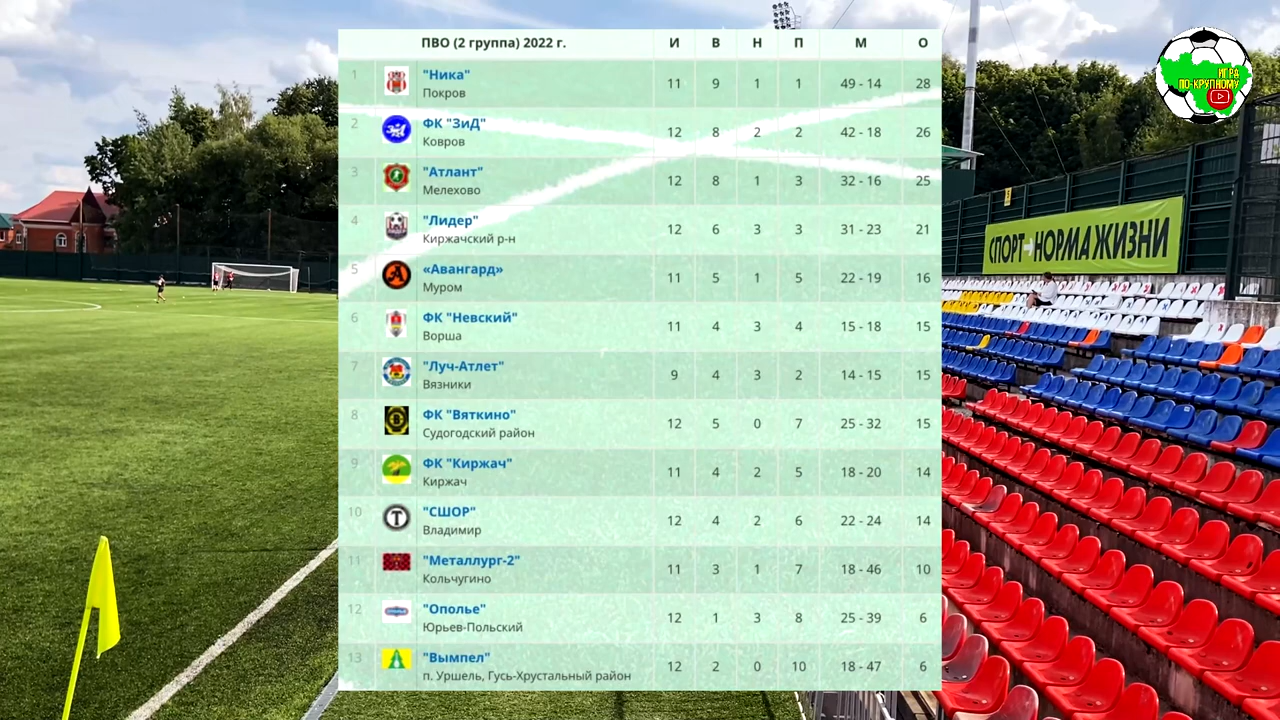 ПВО (2 группа) 2022 г. И В Н П М О
1 "Ника" 11 9 1 1 49 - 14 28
Покров
2 ФК "ЗиД" 12 8 2 2 42 - 18 26
Ковров
3 "Атлант" 12 8 1 3 32 - 16 25
Мелехово
4 "Лидер" 12 6 3 3 31 - 23 21
Киржачский р-н
5 «Авангард» 11 5 1 5 22 - 19 16
Муром
6 ФК "Невский" 11 4 3 4 15 - 18 15
Ворша
7 "Луч-Атлет" 9 4 3 2 14 - 15 15
Вязники
8 ФК "Вяткино" 12 5 0 7 25 - 32 15
Судогодский район
9 ФК "Киржач" 11 4 2 5 18 - 20 14
Киржач
10 "СШОР" 12 4 2 6 22 - 24 14
Владимир
11 "Металлург-2" 11 3 1 7 18 - 46 10
Кольчугино
12 "Ополье" 12 1 3 8 25 - 39 6
Юрьев-Польский
13 "Вымпел" 12 2 0 10 18 - 47 6
п. Уршель, Гусь-Хрустальный район
ИГРА
ПО-КРУПНОМУ
СПОРТ-НОРМА ЖИЗНИ